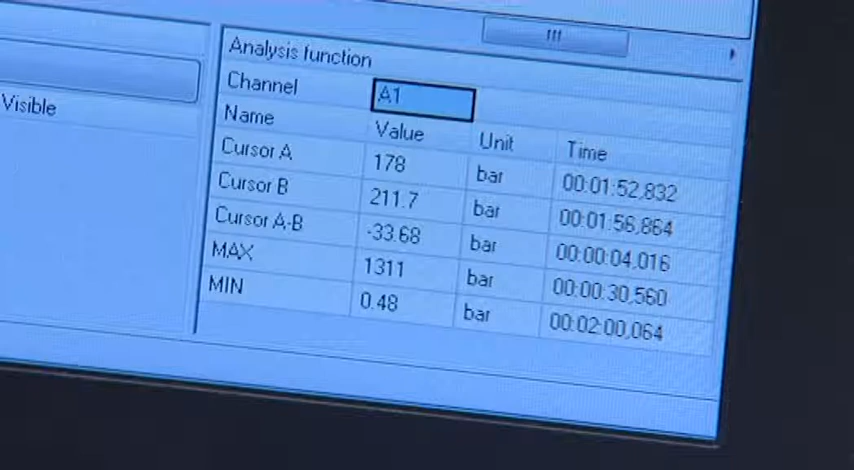 Analysis function
Channel A1
Name Value Unit Time
Cursor A 178 bar 00:01:52,832
Cursor B 211.7 bar 00:01:56,864
Cursor A-B -33.68 bar 00:00:04,016
MAX 1311 bar 00:00:30,560
MIN 0.48 bar 00:02:00,064
Visible